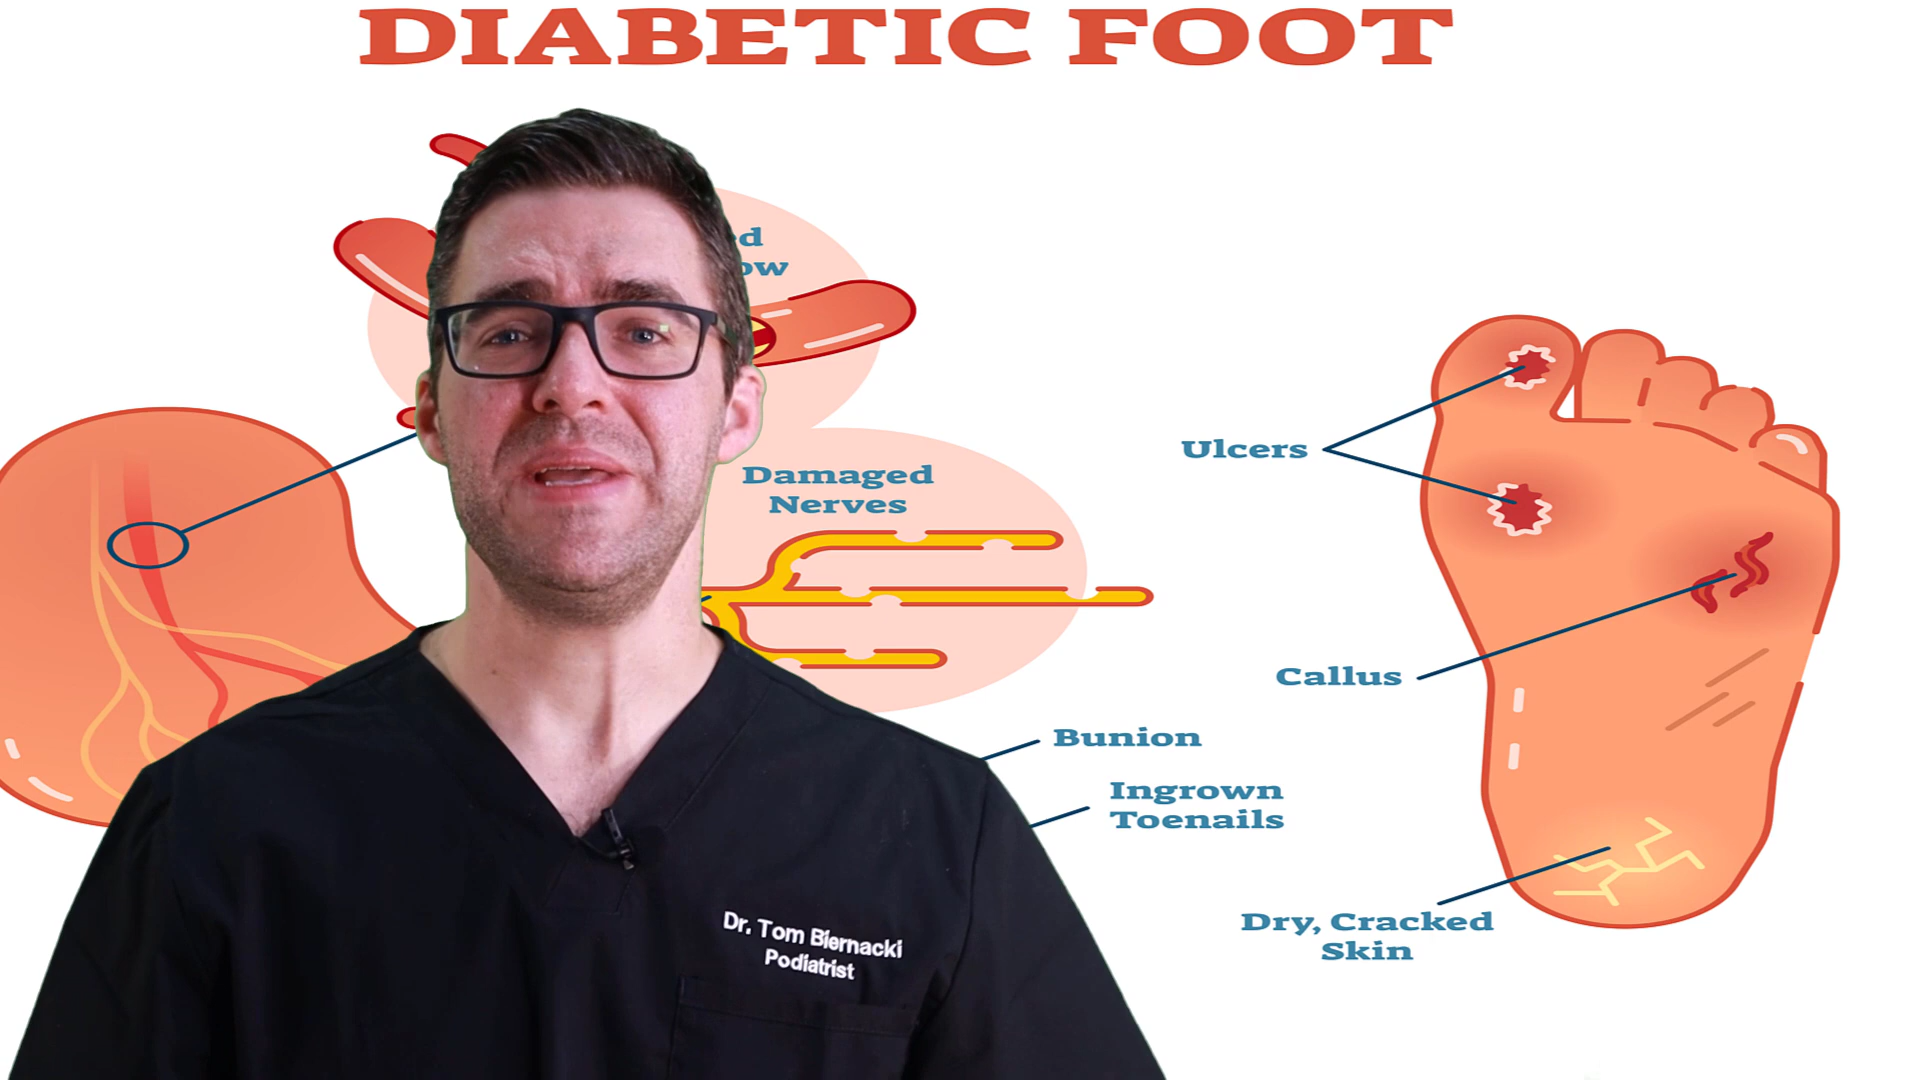 DIABETIC FOOT
Damaged
Nerves
Ulcers
Callus
Bunion
Ingrown
Toenails
Dry, Cracked
Skin
Dr. Tom Biernacki
Podiatrist